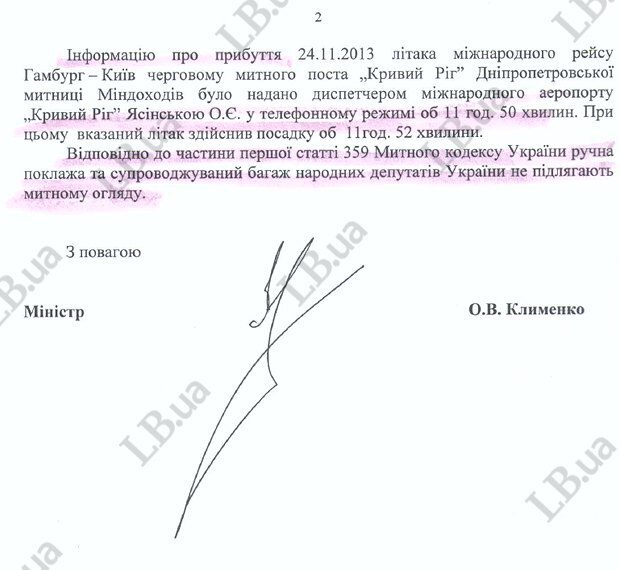 2
Інформацію про прибуття 24.11.2013 літака міжнародного рейсу
Гамбург – Київ черговому митного поста „Кривий Ріг” Дніпропетровської
митниці Міндоходів було надано диспетчером міжнародного аеропорту
„Кривий Ріг” Ясінською О.Є. у телефонному режимі об 11 год. 50 хвилин. При
цьому вказаний літак здійснив посадку об 11год. 52 хвилини.
Відповідно до частини першої статті 359 Митного кодексу України ручна
поклажа та супроводжуваний багаж народних депутатів України не підлягають
митному огляду.
З повагою
Міністр
О.В. Клименко
LB.ua
LB.ua
LB.ua
LB.ua
LB.ua
LB.ua